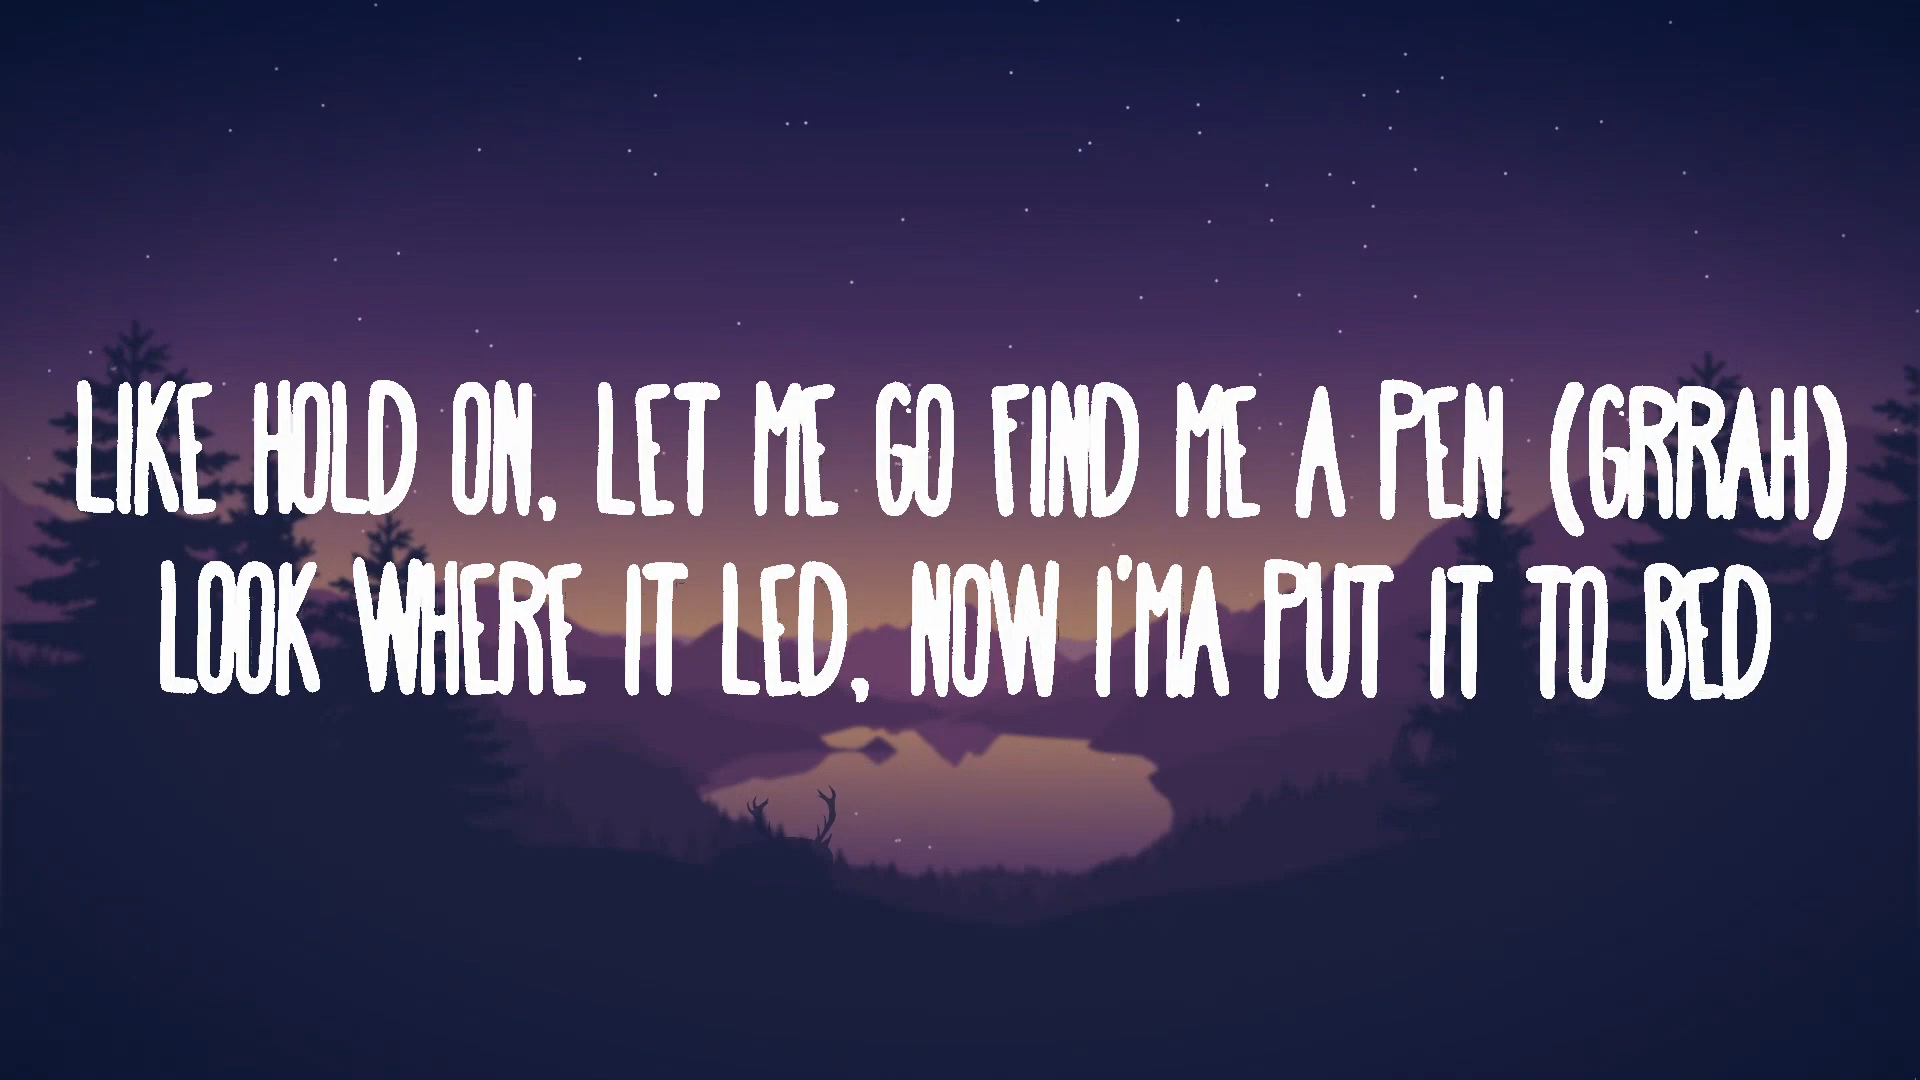 LIKE HOLD ON, LET ME GO FIND ME A PEN (GRRAH)
LOOK WHERE IT LED, NOW I'MA PUT IT TO BED